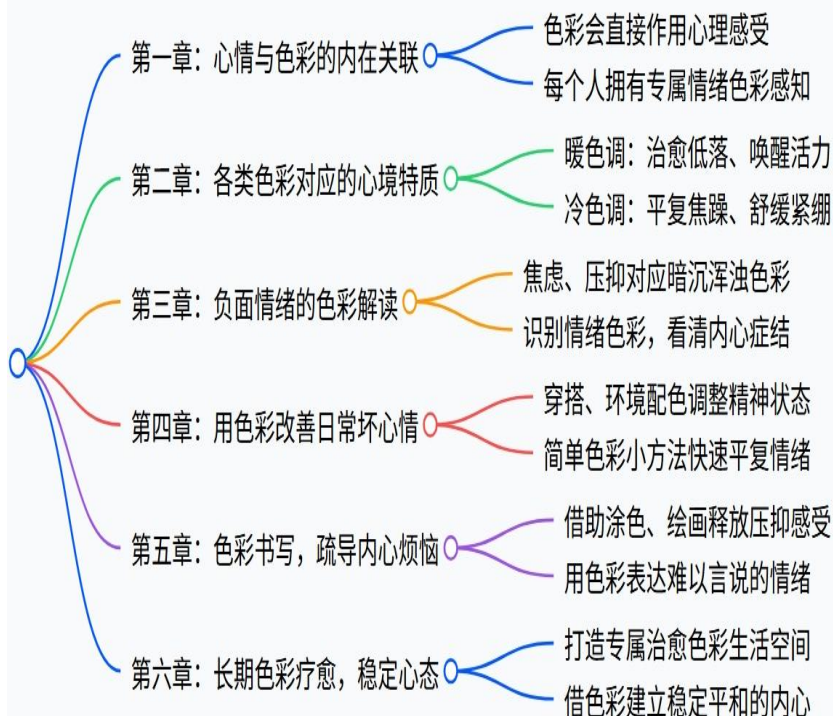 第一章：心情与色彩的内在关联
色彩会直接作用心理感受
每个人拥有专属情绪色彩感知
第二章：各类色彩对应的心境特质
暖色调：治愈低落、唤醒活力
冷色调：平复焦躁、舒缓紧绷
第三章：负面情绪的色彩解读
焦虑、压抑对应暗沉浑浊色彩
识别情绪色彩，看清内心症结
第四章：用色彩改善日常坏心情
穿搭、环境配色调整精神状态
简单色彩小方法快速平复情绪
第五章：色彩书写，疏导内心烦恼
借助涂色、绘画释放压抑感受
用色彩表达难以言说的情绪
第六章：长期色彩疗愈，稳定心态
打造专属治愈色彩生活空间
借色彩建立稳定平和的内心